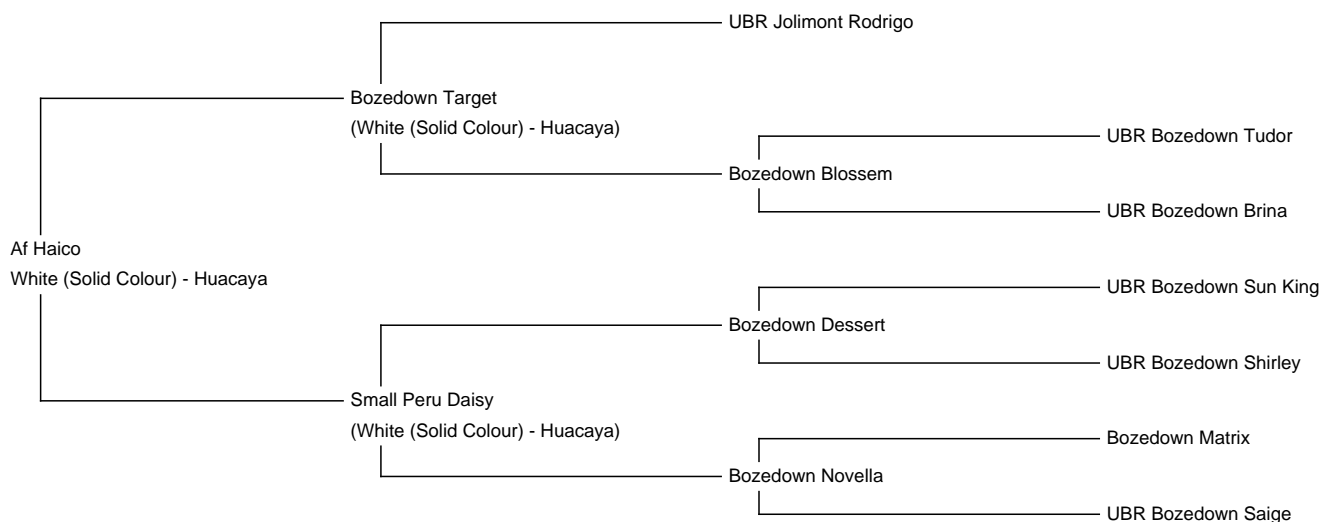 UBR Jolimont Rodrigo
Bozedown Target
(White (Solid Colour) - Huacaya)
UBR Bozedown Tudor
Bozedown Blossem
UBR Bozedown Brina
Af Haico
White (Solid Colour) - Huacaya
UBR Bozedown Sun King
Bozedown Dessert
UBR Bozedown Shirley
Small Peru Daisy
(White (Solid Colour) - Huacaya)
Bozedown Matrix
Bozedown Novella
UBR Bozedown Saige